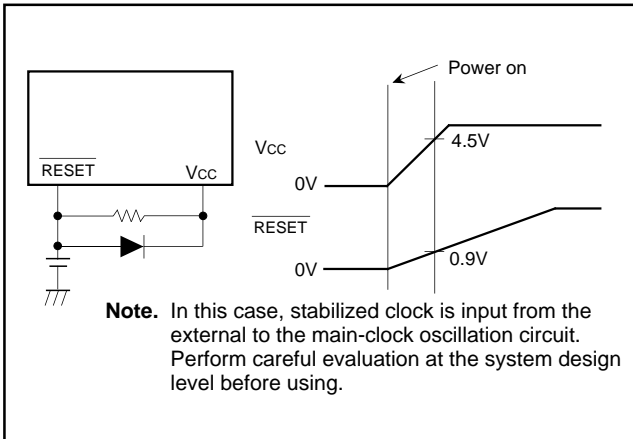 Power on
RESET
VCC
VCC
4.5V
0V
RESET
0.9V
0V
Note. In this case, stabilized clock is input from the
external to the main-clock oscillation circuit.
Perform careful evaluation at the system design
level before using.